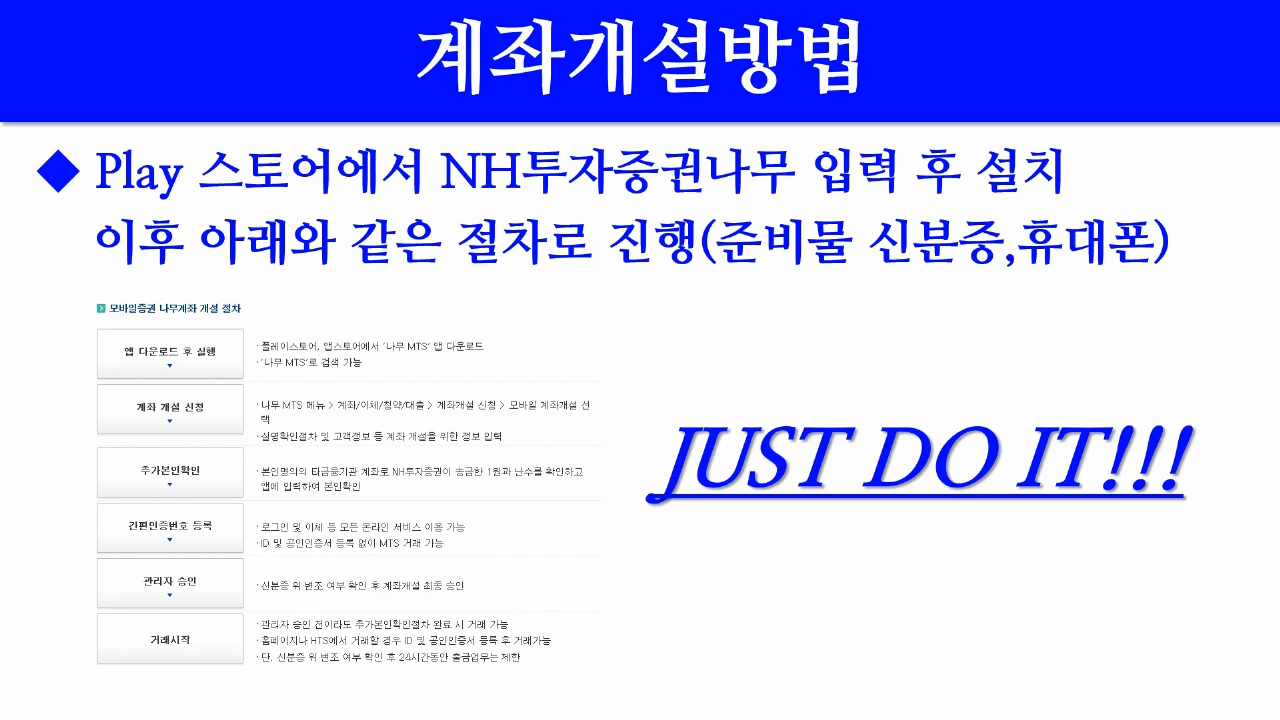 계좌개설방법
◆ Play 스토어에서 NH투자증권나무 입력 후 설치
이후 아래와 같은 절차로 진행(준비물 신분증,휴대폰)
모바일증권 나무계좌 개설 절차
앱 다운로드 후 실행
· 플레이스토어, 앱스토어에서 '나무 MTS' 앱 다운로드
· '나무 MTS'로 검색 가능
계좌 개설 신청
· 나무 MTS 메뉴 > 계좌/이체/청약/대출 > 계좌개설 신청 > 모바일 계좌개설 선
택
· 실명확인절차 및 고객정보 등 계좌 개설을 위한 정보 입력
추가본인확인
· 본인명의의 타금융기관 계좌로 NH투자증권이 송금한 1원과 난수를 확인하고
앱에 입력하여 본인확인
간편인증번호 등록
· 로그인 및 이체 등 모든 온라인 서비스 이용 가능
· ID 및 공인인증서 등록 없이 MTS 거래 가능
관리자 승인
· 신분증 위 변조 여부 확인 후 계좌개설 최종 승인
거래시작
· 관리자 승인 전이라도 추가본인확인절차 완료 시 거래 가능
· 홈페이지나 HTS에서 거래할 경우 ID 및 공인인증서 등록 후 거래가능
· 단, 신분증 위 변조 여부 확인 후 24시간동안 출금업무는 제한
JUST DO IT!!!